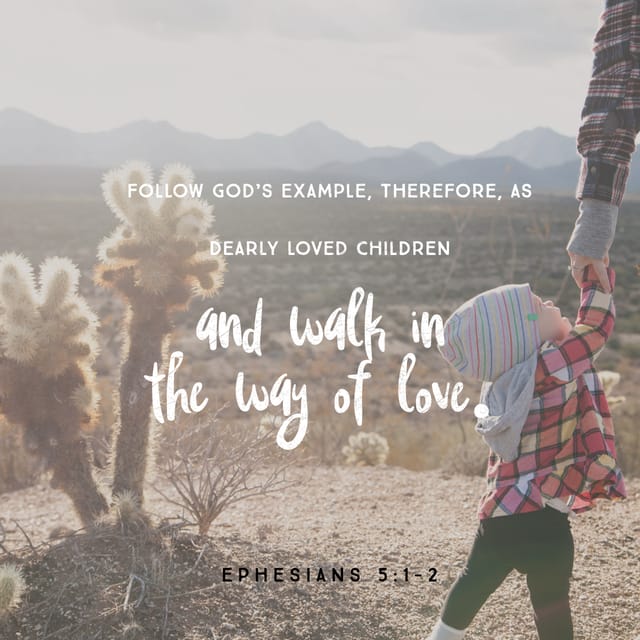 FOLLOW GOD'S EXAMPLE, THEREFORE, AS
DEARLY LOVED CHILDREN
and walk in
the way of love.
EPHESIANS 5:1-2